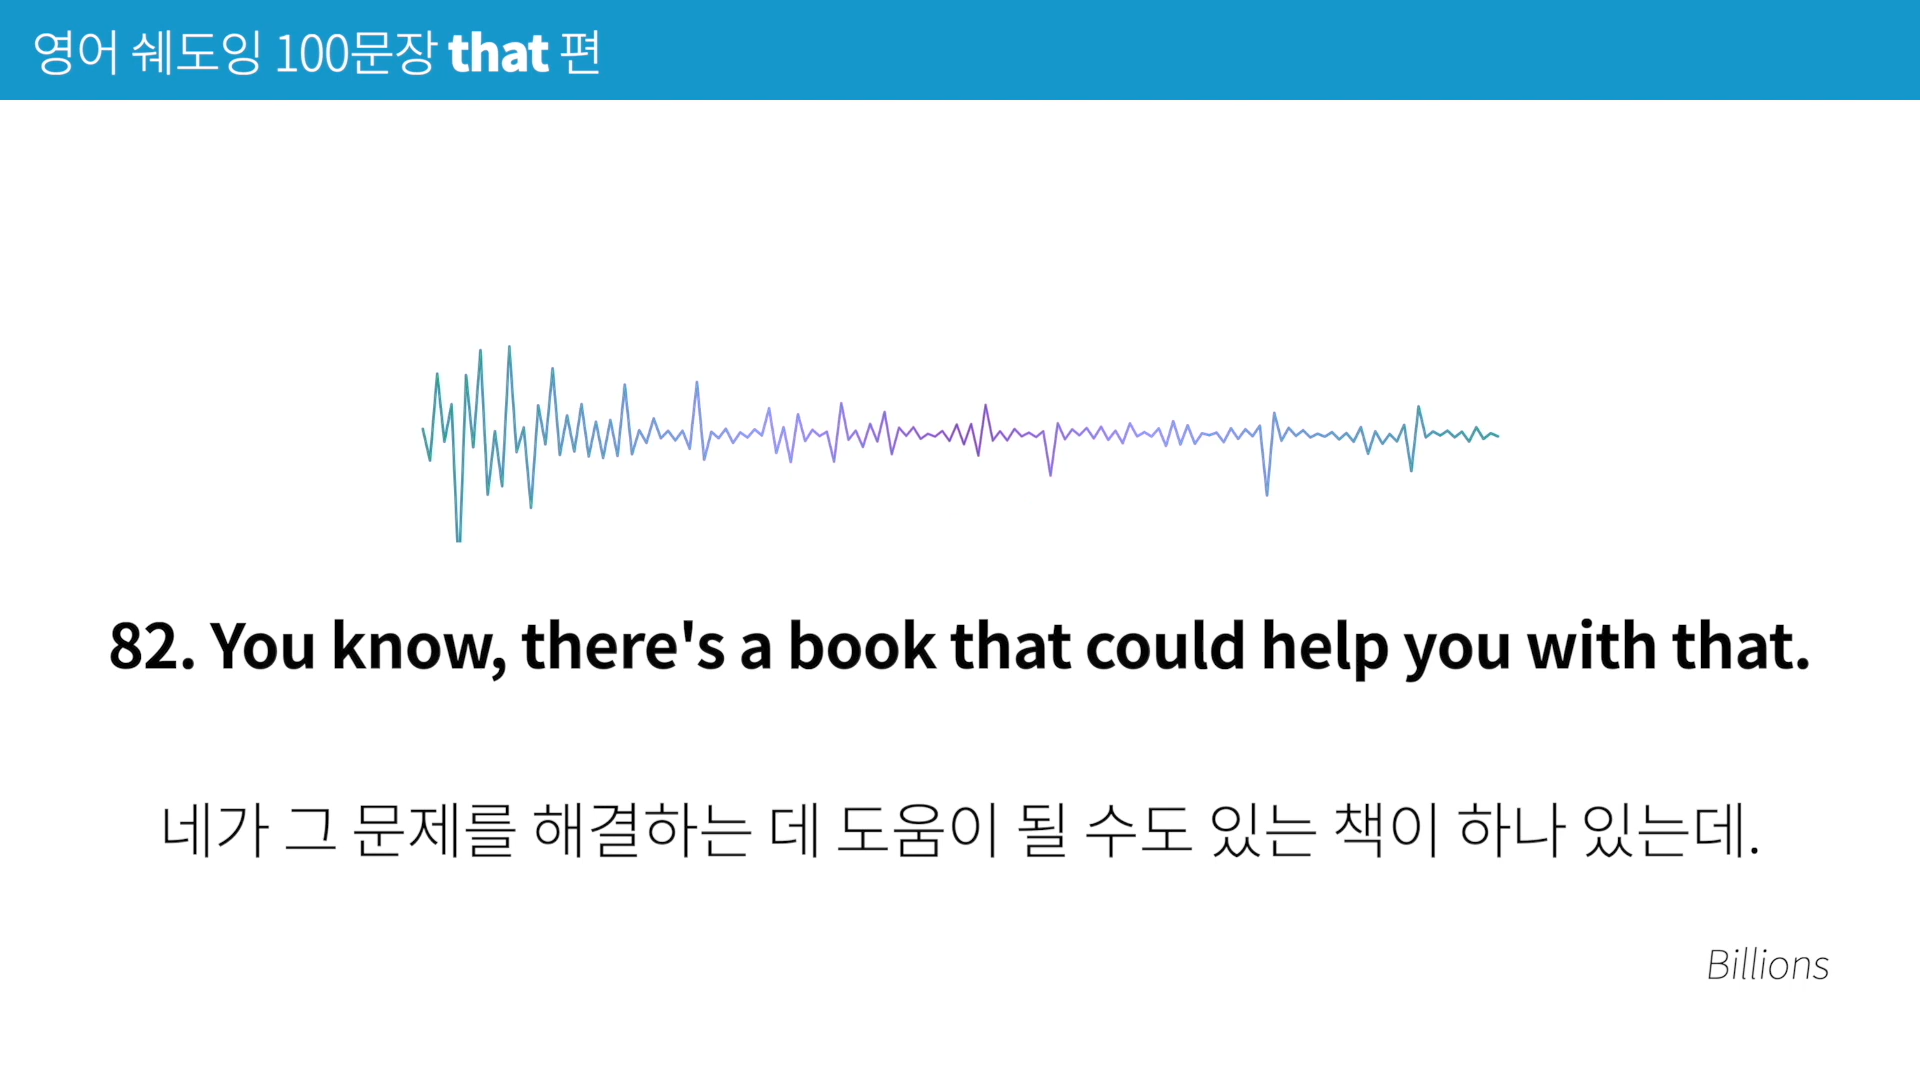 영어 쉐도잉 100문장 that 편
82. You know, there's a book that could help you with that.
네가 그 문제를 해결하는 데 도움이 될 수도 있는 책이 하나 있는데.
Billions